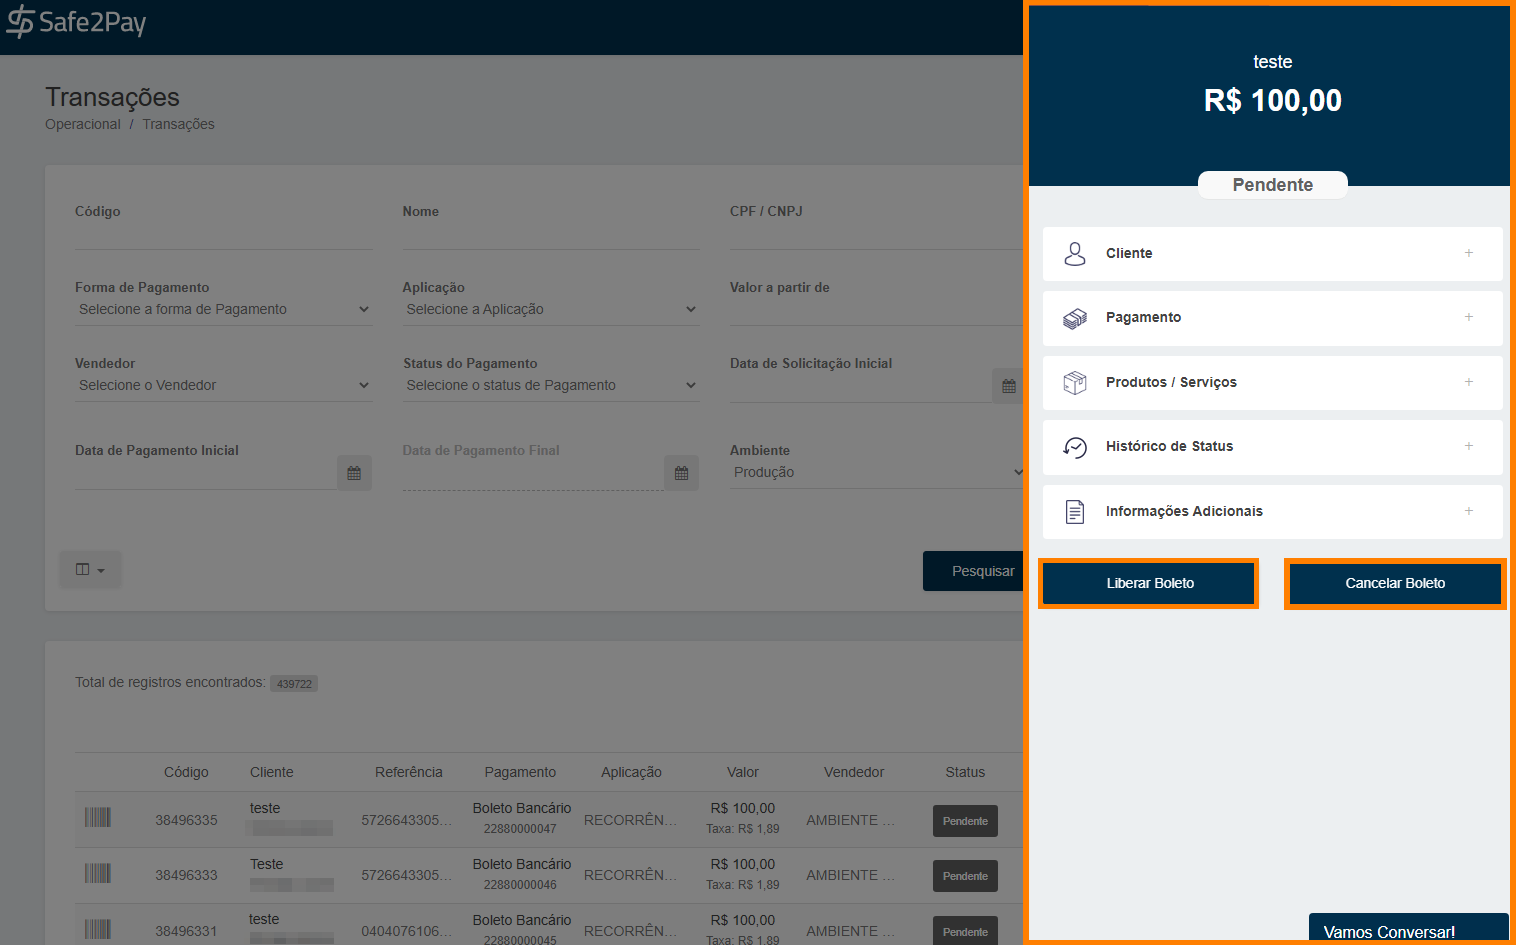 Safe2Pay
Transações
Operacional / Transações
Código
Nome
CPF / CNPJ
Forma de Pagamento
Selecione a forma de Pagamento
Aplicação
Selecione a Aplicação
Valor a partir de
Vendedor
Selecione o Vendedor
Status do Pagamento
Selecione o status de Pagamento
Data de Solicitação Inicial
Data de Pagamento Inicial
Data de Pagamento Final
Ambiente
Produção
Pesquisar
Total de registros encontrados: 439722
Código Cliente Referência Pagamento Aplicação Valor Vendedor Status
38496335 teste 5726643305... Boleto Bancário 22880000047 RECORRÊN... R$ 100,00 Taxa: R$ 1,89 AMBIENTE ... Pendente
38496333 Teste 5726643305... Boleto Bancário 22880000046 RECORRÊN... R$ 100,00 Taxa: R$ 1,89 AMBIENTE ... Pendente
38496331 teste 0404076106... Boleto Bancário 22880000045 RECORRÊN... R$ 100,00 Taxa: R$ 1,89 AMBIENTE ... Pendente
teste
R$ 100,00
Pendente
Cliente +
Pagamento +
Produtos / Serviços +
Histórico de Status +
Informações Adicionais +
Liberar Boleto
Cancelar Boleto
Vamos Conversar!